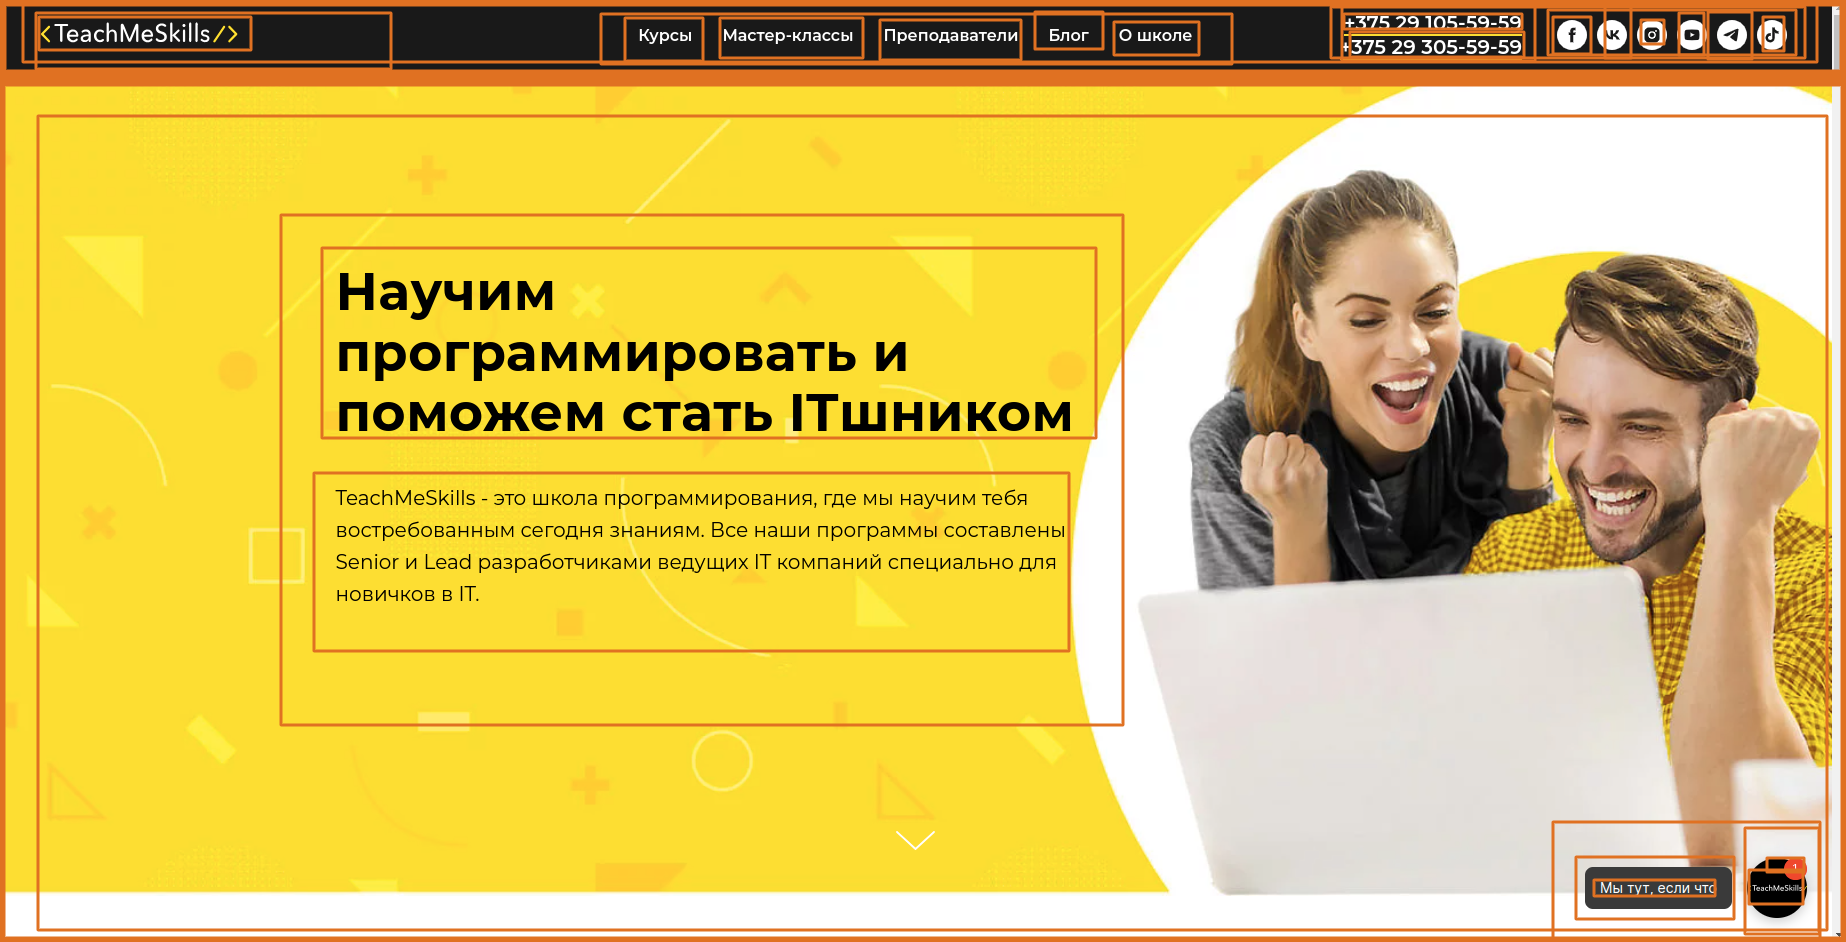 <TeachMeSkills/>
Курсы
Мастер-классы
Преподаватели
Блог
О школе
+375 29 105-59-59
+375 29 305-59-59
Научим
программировать и
поможем стать ITшником
TeachMeSkills - это школа программирования, где мы научим тебя
востребованным сегодня знаниям. Все наши программы составлены
Senior и Lead разработчиками ведущих IT компаний специально для
новичков в IT.
Мы тут, если что
1
TeachMeSkills/